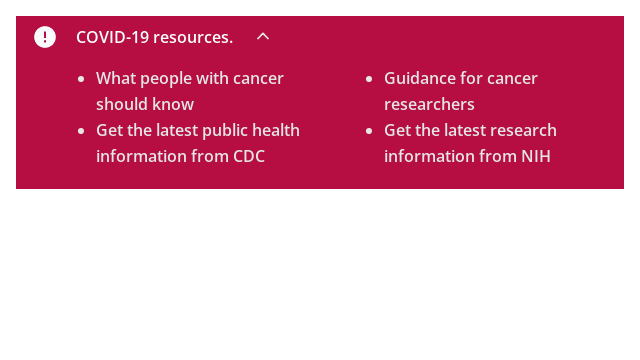 COVID-19 resources.
What people with cancer
should know
Get the latest public health
information from CDC
Guidance for cancer
researchers
Get the latest research
information from NIH